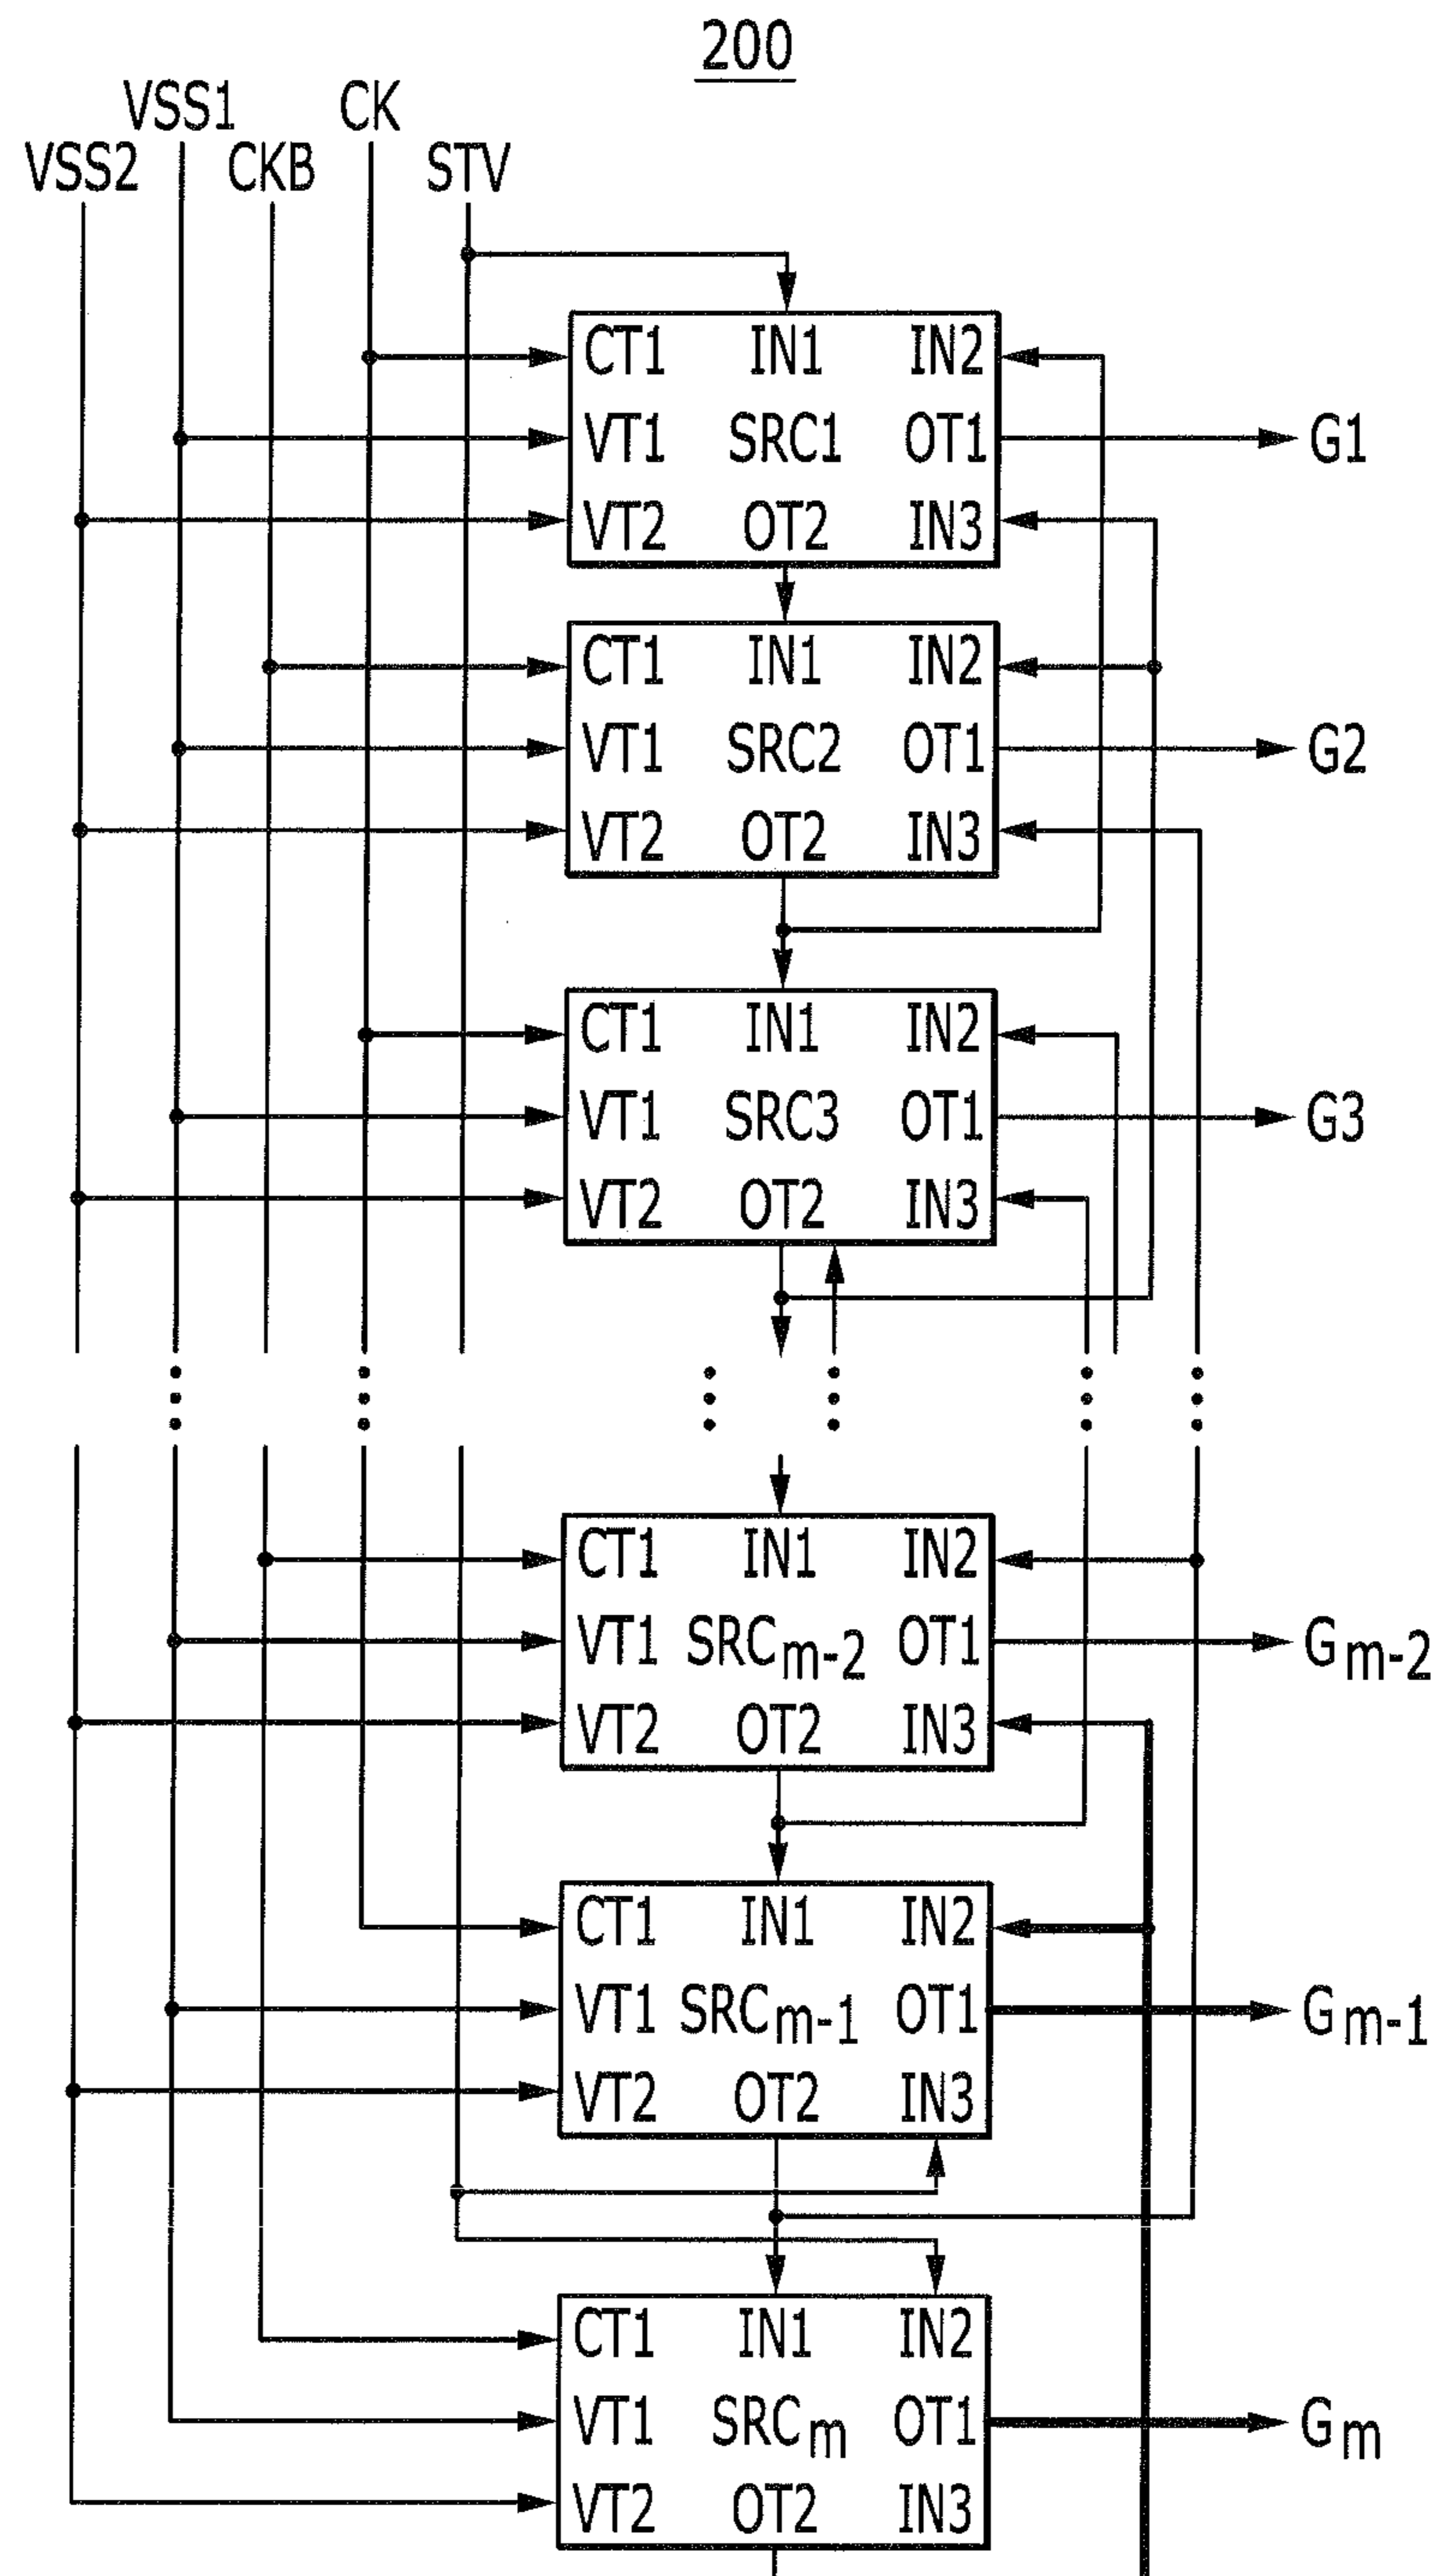 200
VSS1 CK
VSS2 CKB STV
CT1 IN1 IN2
VT1 SRC1 OT1 G1
VT2 OT2 IN3
CT1 IN1 IN2
VT1 SRC2 OT1 G2
VT2 OT2 IN3
CT1 IN1 IN2
VT1 SRC3 OT1 G3
VT2 OT2 IN3
CT1 IN1 IN2
VT1 SRCm-2 OT1 Gm-2
VT2 OT2 IN3
CT1 IN1 IN2
VT1 SRCm-1 OT1 Gm-1
VT2 OT2 IN3
CT1 IN1 IN2
VT1 SRCm OT1 Gm
VT2 OT2 IN3